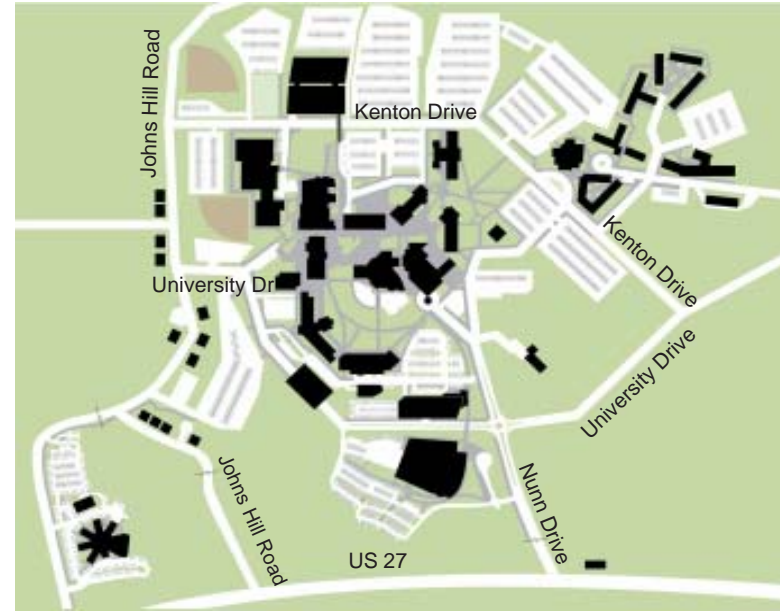 Johns Hill Road
Kenton Drive
Kenton Drive
University Dr
University Drive
Johns Hill Road
Nunn Drive
US 27